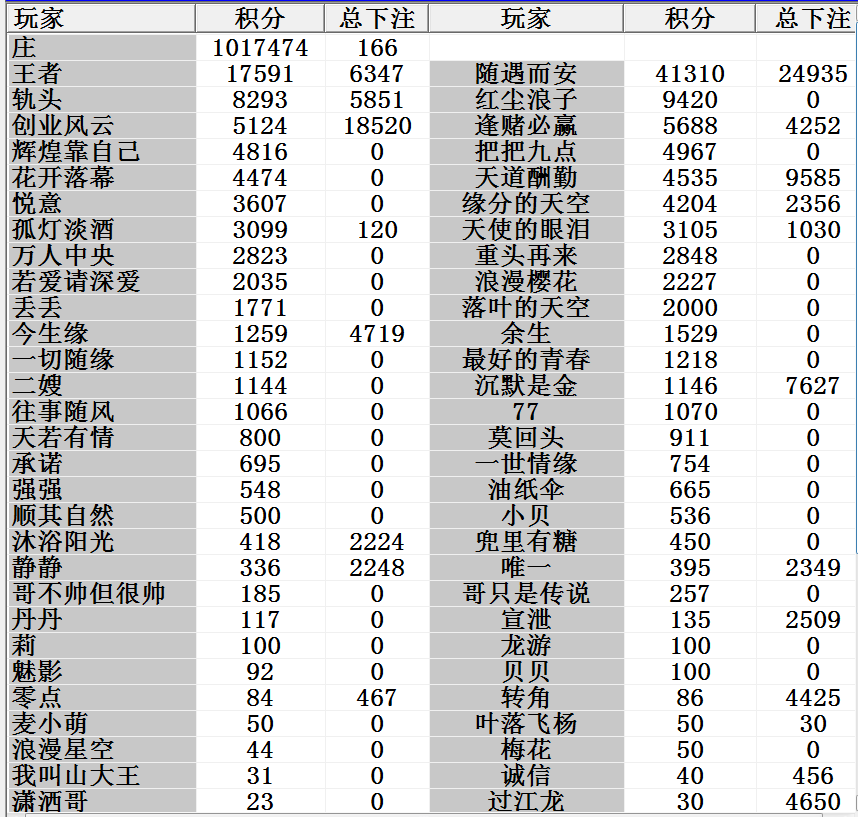 玩家 积分 总下注 玩家 积分 总下注
庄 1017474 166
王者 17591 6347 随遇而安 41310 24935
轨头 8293 5851 红尘浪子 9420 0
创业风云 5124 18520 逢赌必赢 5688 4252
辉煌靠自己 4816 0 把把九点 4967 0
花开落幕 4474 0 天道酬勤 4535 9585
悦意 3607 0 缘分的天空 4204 2356
孤灯淡酒 3099 120 天使的眼泪 3105 1030
万人中央 2823 0 重头再来 2848 0
若爱请深爱 2035 0 浪漫樱花 2227 0
丢丢 1771 0 落叶的天空 2000 0
今生缘 1259 4719 余生 1529 0
一切随缘 1152 0 最好的青春 1218 0
二嫂 1144 0 沉默是金 1146 7627
往事随风 1066 0 77 1070 0
天若有情 800 0 莫回头 911 0
承诺 695 0 一世情缘 754 0
强强 548 0 油纸伞 665 0
顺其自然 500 0 小贝 536 0
沐浴阳光 418 2224 兜里有糖 450 0
静静 336 2248 唯一 395 2349
哥不帅但很帅 185 0 哥只是传说 257 0
丹丹 117 0 宣泄 135 2509
莉 100 0 龙游 100 0
魅影 92 0 贝贝 100 0
零点 84 467 转角 86 4425
麦小萌 50 0 叶落飞杨 50 30
浪漫星空 44 0 梅花 50 0
我叫山大王 31 0 诚信 40 456
潇洒哥 23 0 过江龙 30 4650